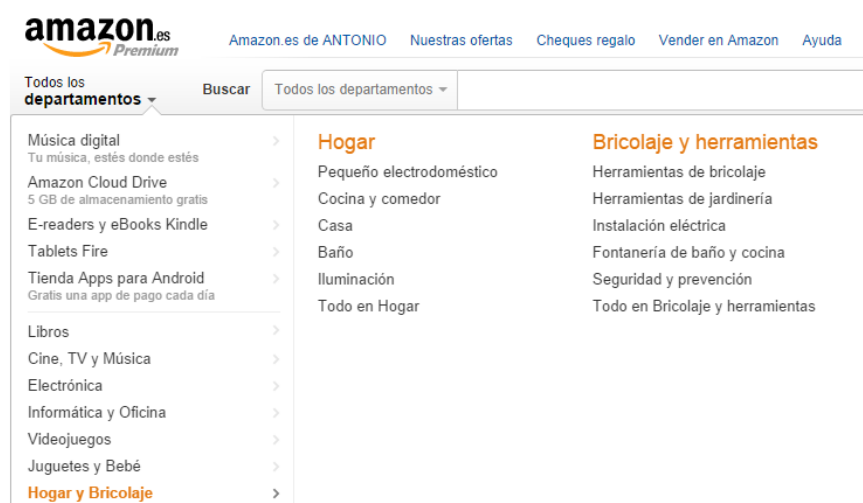 amazon.es
Premium
Amazon.es de ANTONIO Nuestras ofertas Cheques regalo Vender en Amazon Ayuda
Todos los
departamentos
Buscar
Todos los departamentos
Música digital
Tu música, estés donde estés
Amazon Cloud Drive
5 GB de almacenamiento gratis
E-readers y eBooks Kindle
Tablets Fire
Tienda Apps para Android
Gratis una app de pago cada día
Libros
Cine, TV y Música
Electrónica
Informática y Oficina
Videojuegos
Juguetes y Bebé
Hogar y Bricolaje
Hogar
Pequeño electrodoméstico
Cocina y comedor
Casa
Baño
Iluminación
Todo en Hogar
Bricolaje y herramientas
Herramientas de bricolaje
Herramientas de jardinería
Instalación eléctrica
Fontanería de baño y cocina
Seguridad y prevención
Todo en Bricolaje y herramientas